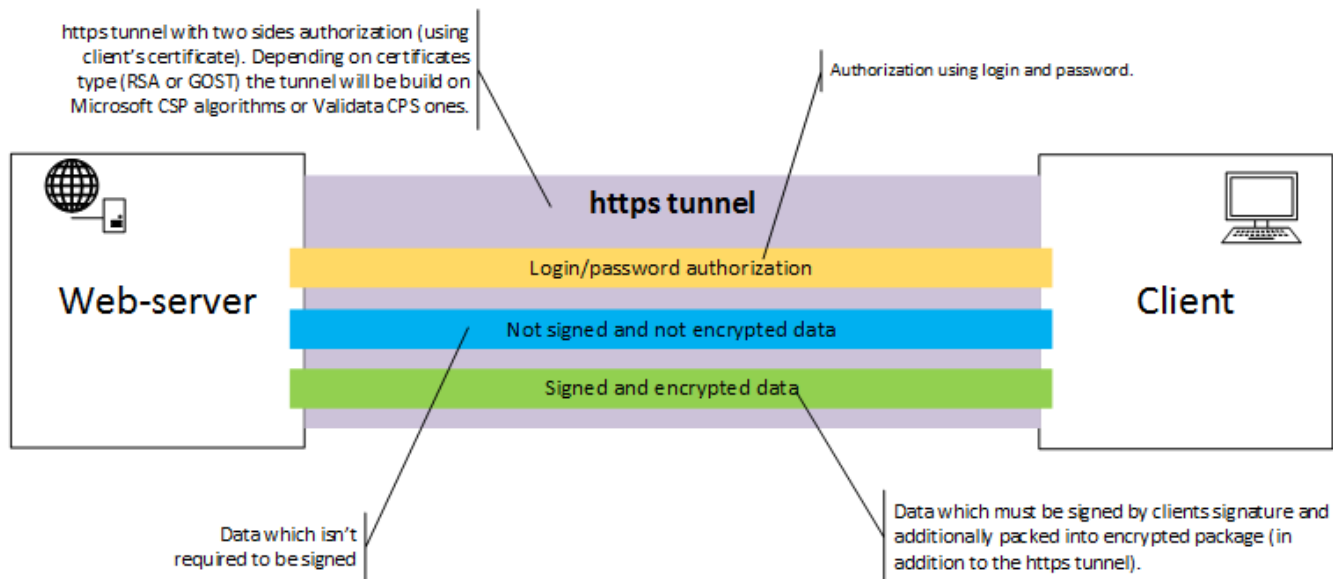 https tunnel with two sides authorization (using
client's certificate). Depending on certificates
type (RSA or GOST) the tunnel will be build on
Microsoft CSP algorithms or Validata CPS ones.
Authorization using login and password.
https tunnel
Login/password authorization
Web-server
Client
Not signed and not encrypted data
Signed and encrypted data
Data which isn't
required to be signed
Data which must be signed by clients signature and
additionally packed into encrypted package (in
addition to the https tunnel).